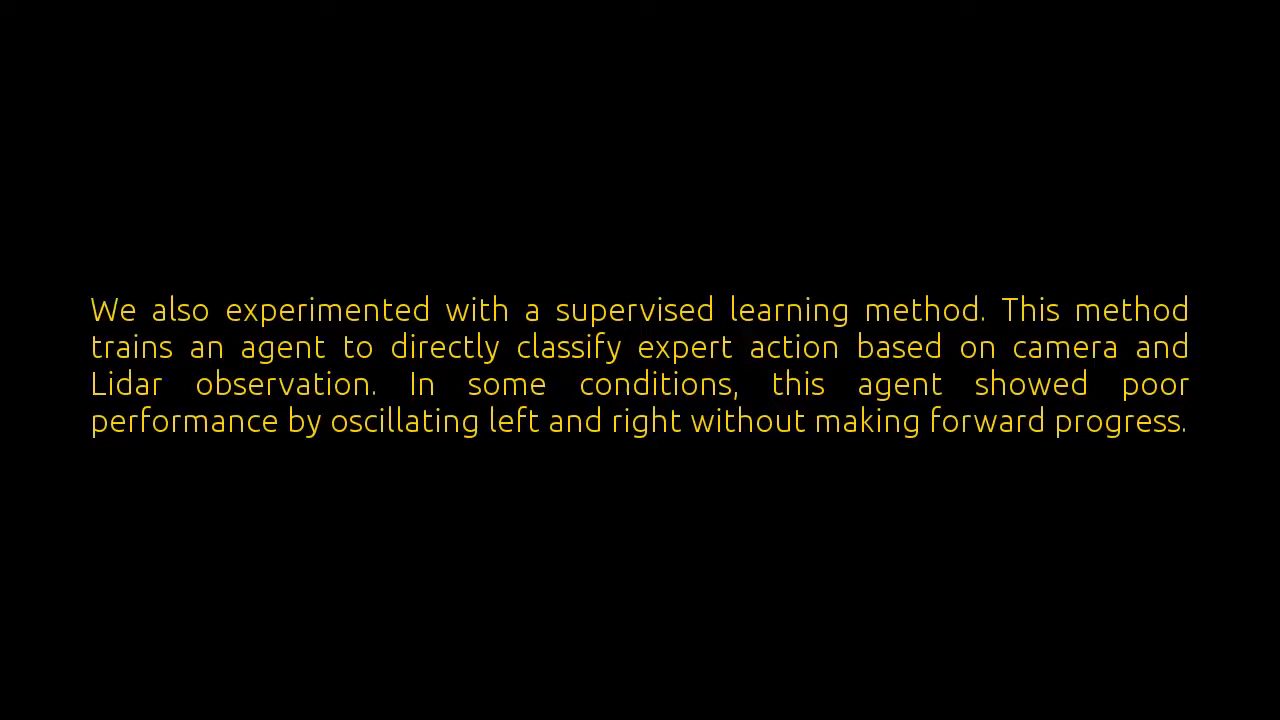 We also experimented with a supervised learning method. This method
trains an agent to directly classify expert action based on camera and
Lidar observation. In some conditions, this agent showed poor
performance by oscillating left and right without making forward progress.